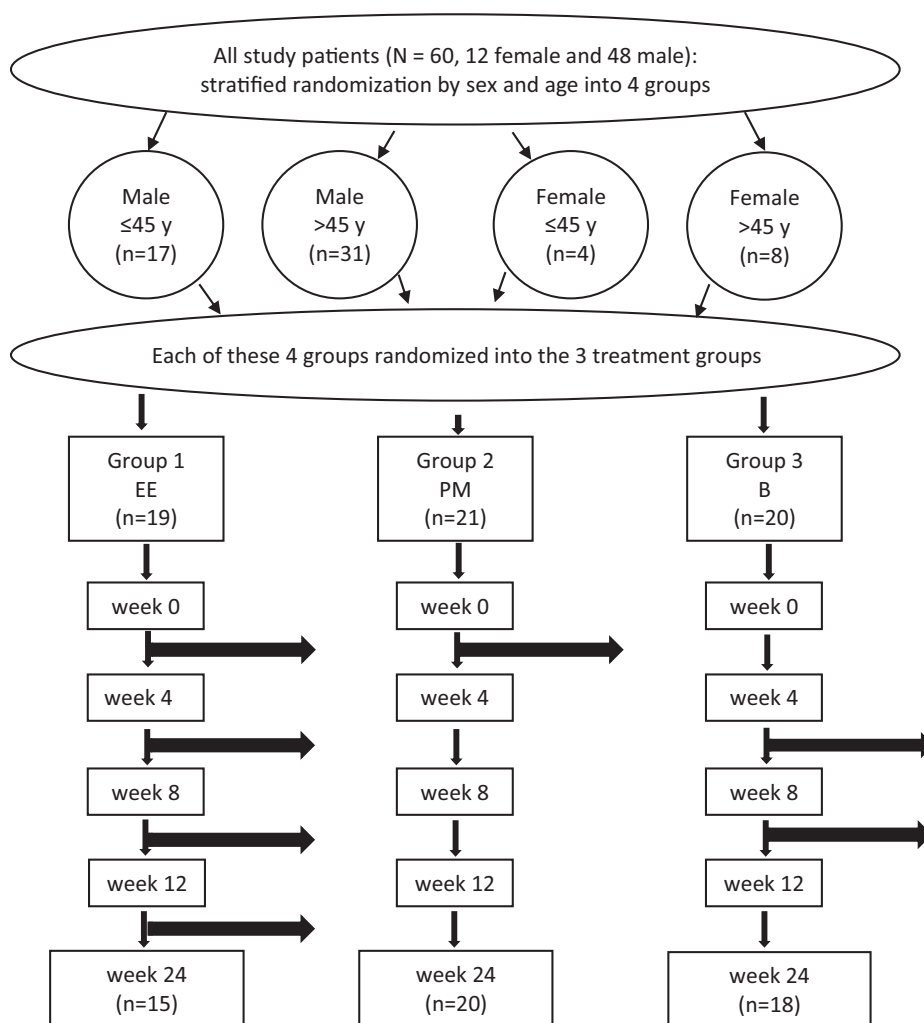 All study patients (N = 60, 12 female and 48 male):
stratified randomization by sex and age into 4 groups
Male
≤45 y
(n=17)
Male
>45 y
(n=31)
Female
≤45 y
(n=4)
Female
>45 y
(n=8)
Each of these 4 groups randomized into the 3 treatment groups
Group 1
EE
(n=19)
Group 2
PM
(n=21)
Group 3
B
(n=20)
week 0
week 0
week 0
week 4
week 4
week 4
week 8
week 8
week 8
week 12
week 12
week 12
week 24
(n=15)
week 24
(n=20)
week 24
(n=18)